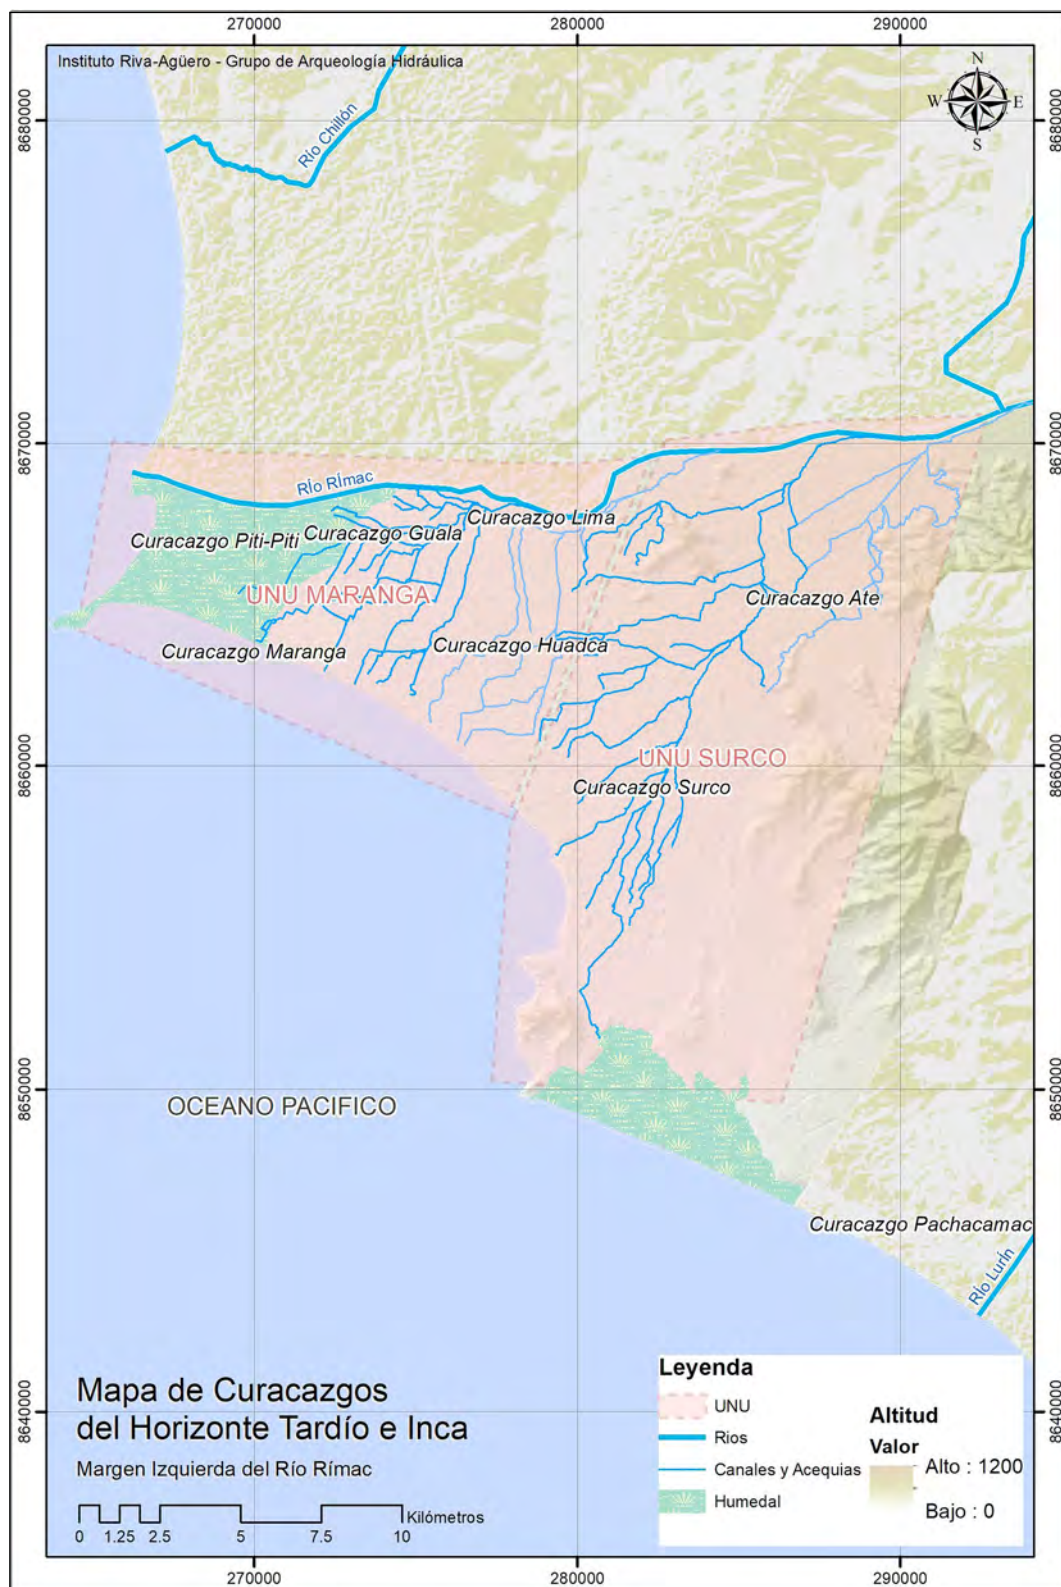 270000
280000
290000
Instituto Riva-Agüero - Grupo de Arqueología Hidráulica
N
W
E
S
8680000
8680000
Río Chillón
8670000
8670000
Río Rímac
Curacazgo Lima
Curacazgo Guala
Curacazgo Piti-Piti
UNU MARANGA
Curacazgo Ate
Curacazgo Huadca
Curacazgo Maranga
UNU SURCO
8660000
8660000
Curacazgo Surco
8650000
8650000
OCEANO PACIFICO
Curacazgo Pachacamac
Río Lurín
Mapa de Curacazgos
del Horizonte Tardío e Inca
Margen Izquierda del Río Rímac
Kilómetros
0 1.25 2.5 5 7.5 10
Leyenda
UNU
Rios
Canales y Acequias
Humedal
Altitud
Valor
Alto : 1200
Bajo : 0
8640000
8640000
270000
280000
290000